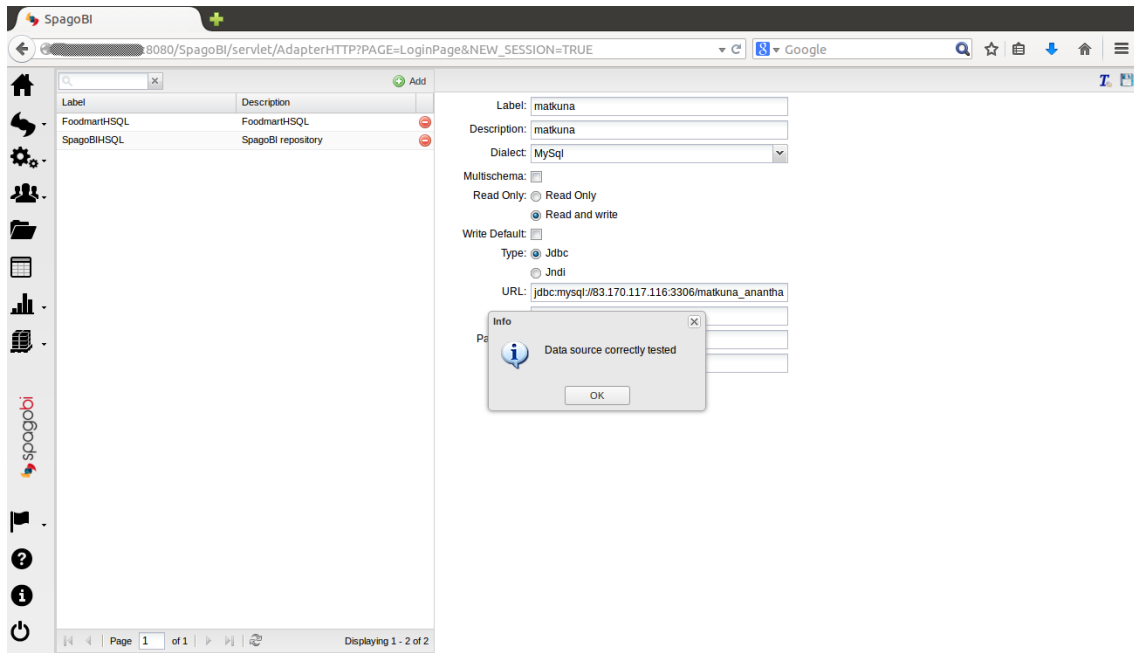 SpagoBI
:8080/SpagoBI/servlet/AdapterHTTP?PAGE=LoginPage&NEW_SESSION=TRUE
Google
Add
Label Description
FoodmartHSQL FoodmartHSQL
SpagoBIHSQL SpagoBI repository
Label: matkuna
Description: matkuna
Dialect: MySql
Multischema:
Read Only: Read Only
Read and write
Write Default:
Type: Jdbc
Jndi
URL: jdbc:mysql://83.170.117.116:3306/matkuna_anantha
Pa
Info
Data source correctly tested
OK
spagobi
Page 1 of 1
Displaying 1 - 2 of 2